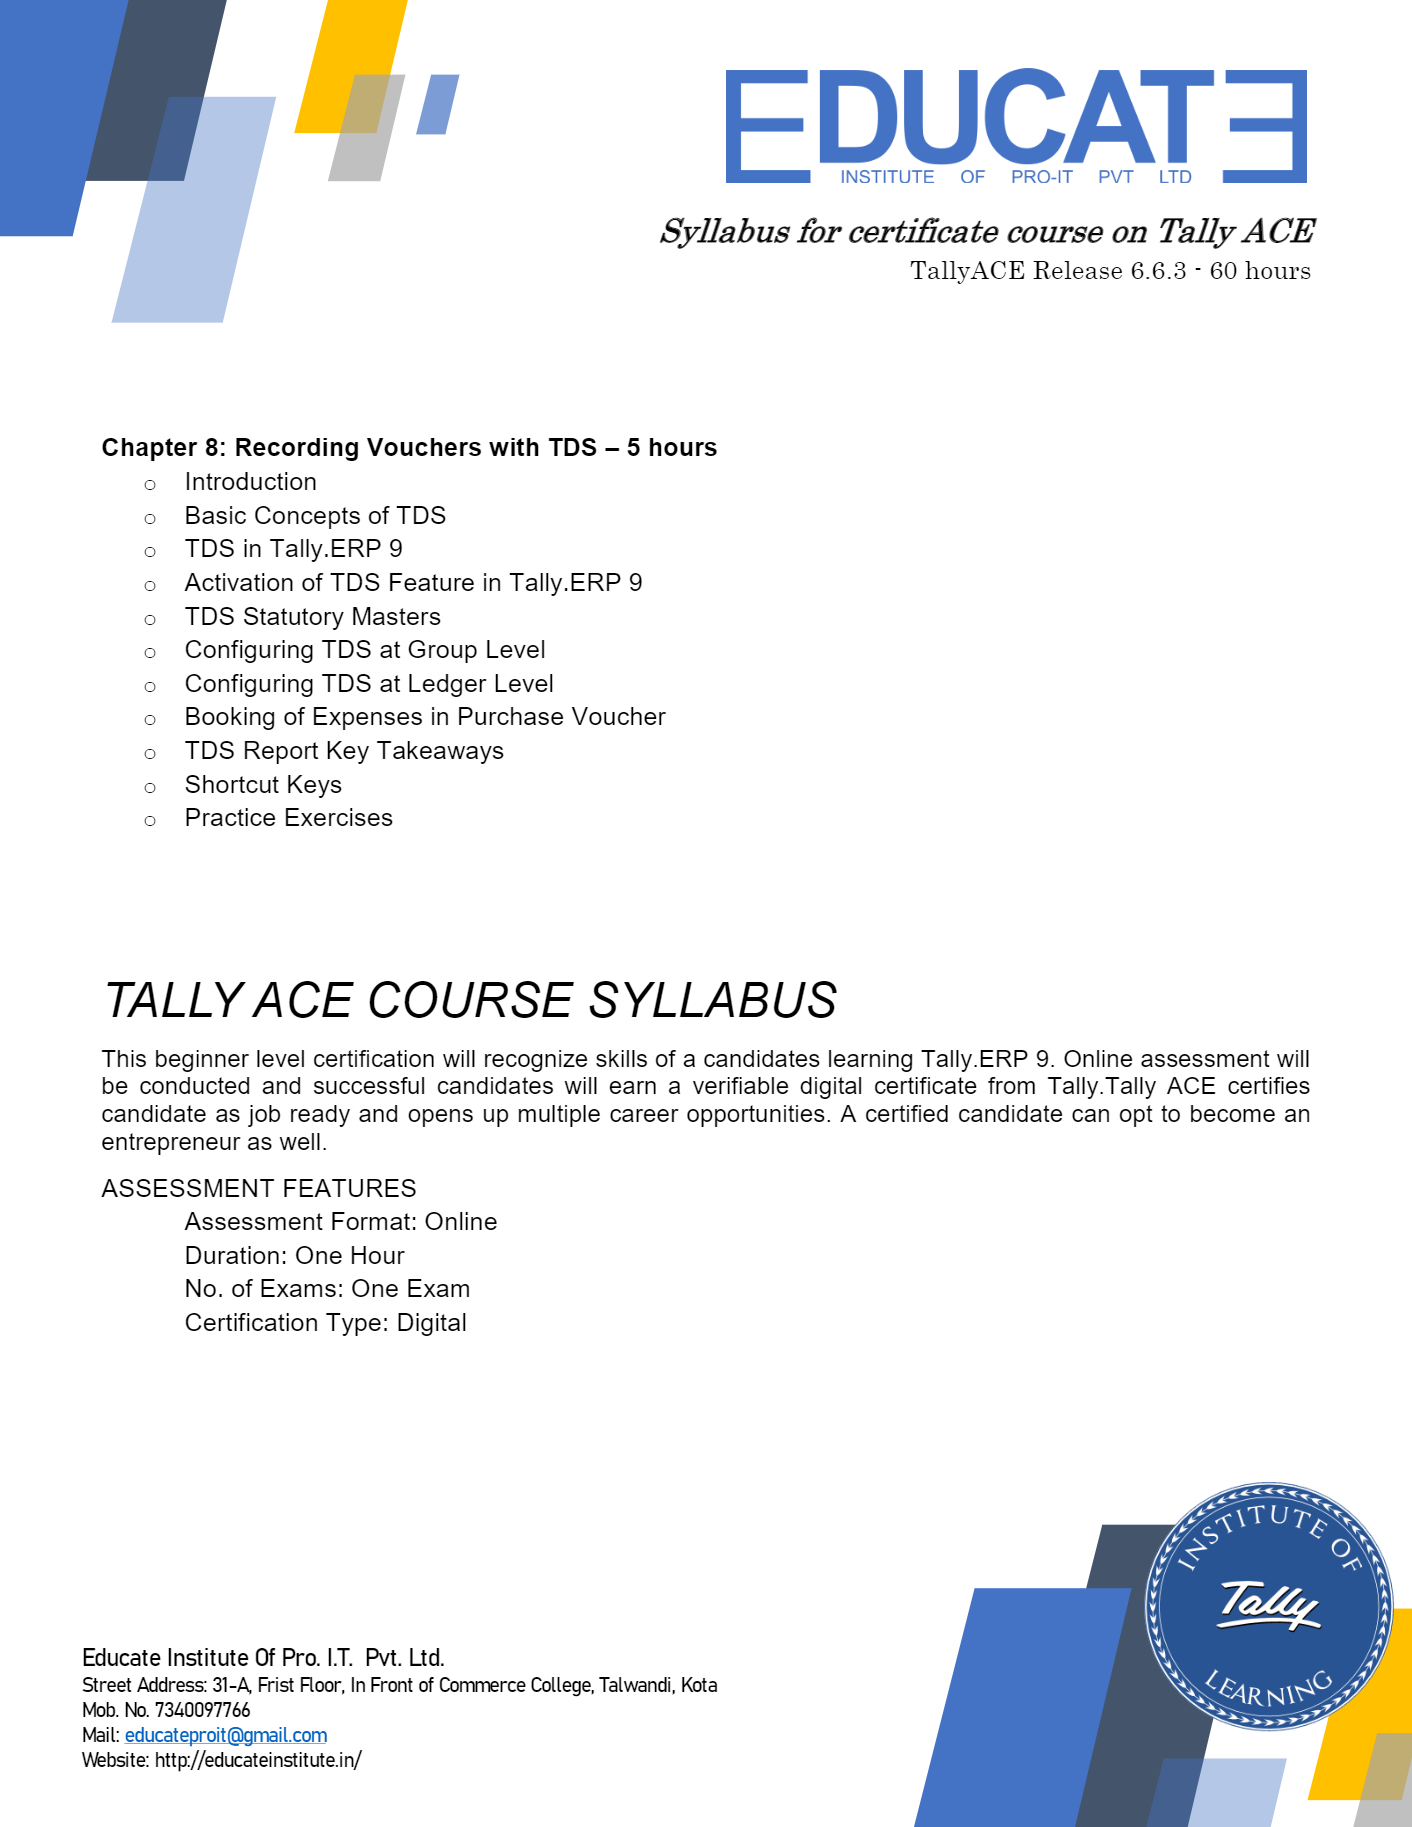 EDUCATE
INSTITUTE OF PRO-IT PVT LTD
Syllabus for certificate course on Tally ACE
TallyACE Release 6.6.3 - 60 hours
Chapter 8: Recording Vouchers with TDS – 5 hours
o Introduction
o Basic Concepts of TDS
o TDS in Tally.ERP 9
o Activation of TDS Feature in Tally.ERP 9
o TDS Statutory Masters
o Configuring TDS at Group Level
o Configuring TDS at Ledger Level
o Booking of Expenses in Purchase Voucher
o TDS Report Key Takeaways
o Shortcut Keys
o Practice Exercises
TALLY ACE COURSE SYLLABUS
This beginner level certification will recognize skills of a candidates learning Tally.ERP 9. Online assessment will
be conducted and successful candidates will earn a verifiable digital certificate from Tally.Tally ACE certifies
candidate as job ready and opens up multiple career opportunities. A certified candidate can opt to become an
entrepreneur as well.
ASSESSMENT FEATURES
Assessment Format: Online
Duration: One Hour
No. of Exams: One Exam
Certification Type: Digital
INSTITUTE OF
Tally
LEARNING
Educate Institute Of Pro. I.T. Pvt. Ltd.
Street Address: 31-A, Frist Floor, In Front of Commerce College, Talwandi, Kota
Mob. No. 7340097766
Mail: educateproit@gmail.com
Website: http://educateinstitute.in/